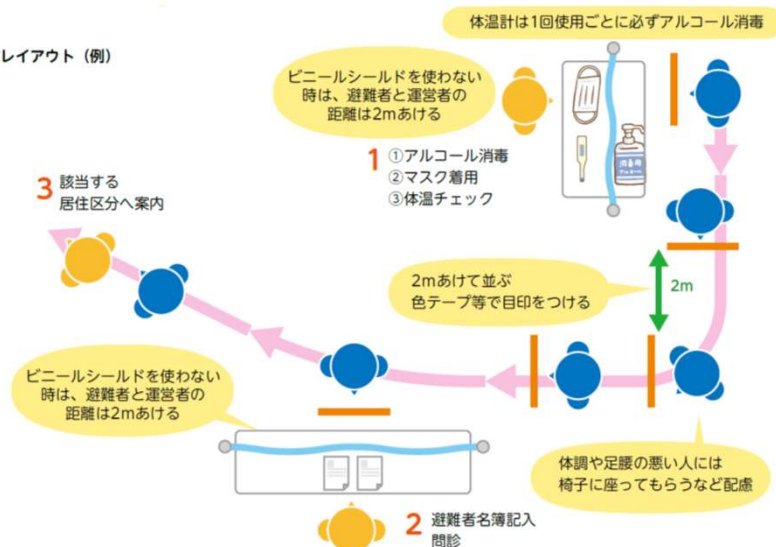 レイアウト（例）
体温計は1回使用ごとに必ずアルコール消毒
ビニールシールドを使わない
時は、避難者と運営者の
距離は2mあける
1 ①アルコール消毒
②マスク着用
③体温チェック
消毒用
3 該当する
居住区分へ案内
2mあけて並ぶ
色テープ等で目印をつける
2m
ビニールシールドを使わない
時は、避難者と運営者の
距離は2mあける
体調や足腰の悪い人には
椅子に座ってもらうなど配慮
2 避難者名簿記入
問診